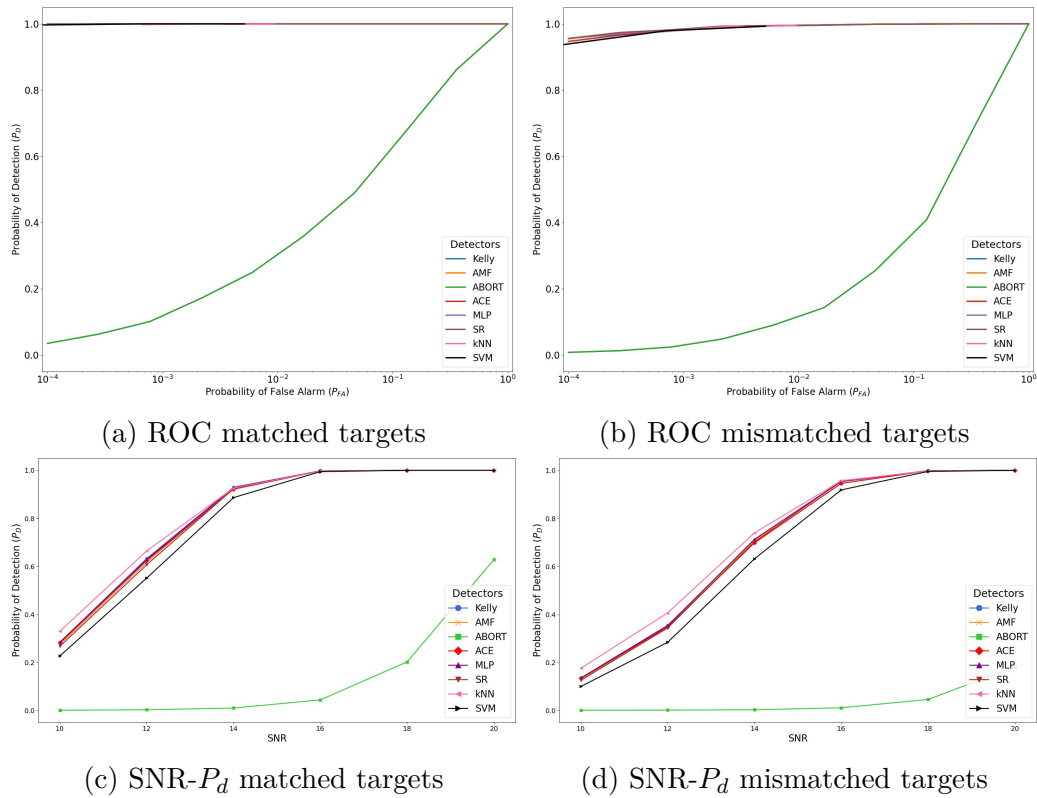 1.0
0.8
0.6
0.4
0.2
0.0
Probability of Detection (P_D)
10^-4
10^-3
10^-2
10^-1
10^0
Probability of False Alarm (P_FA)
Detectors
Kelly
AMF
ABORT
ACE
MLP
SR
kNN
SVM
(a) ROC matched targets
1.0
0.8
0.6
0.4
0.2
0.0
Probability of Detection (P_D)
10^-4
10^-3
10^-2
10^-1
10^0
Probability of False Alarm (P_FA)
Detectors
Kelly
AMF
ABORT
ACE
MLP
SR
kNN
SVM
(b) ROC mismatched targets
1.0
0.8
0.6
0.4
0.2
0.0
Probability of Detection (P_D)
10
12
14
16
18
20
SNR
Detectors
Kelly
AMF
ABORT
ACE
MLP
SR
kNN
SVM
(c) SNR-P_d matched targets
1.0
0.8
0.6
0.4
0.2
0.0
Probability of Detection (P_D)
10
12
14
16
18
20
SNR
Detectors
Kelly
AMF
ABORT
ACE
MLP
SR
kNN
SVM
(d) SNR-P_d mismatched targets